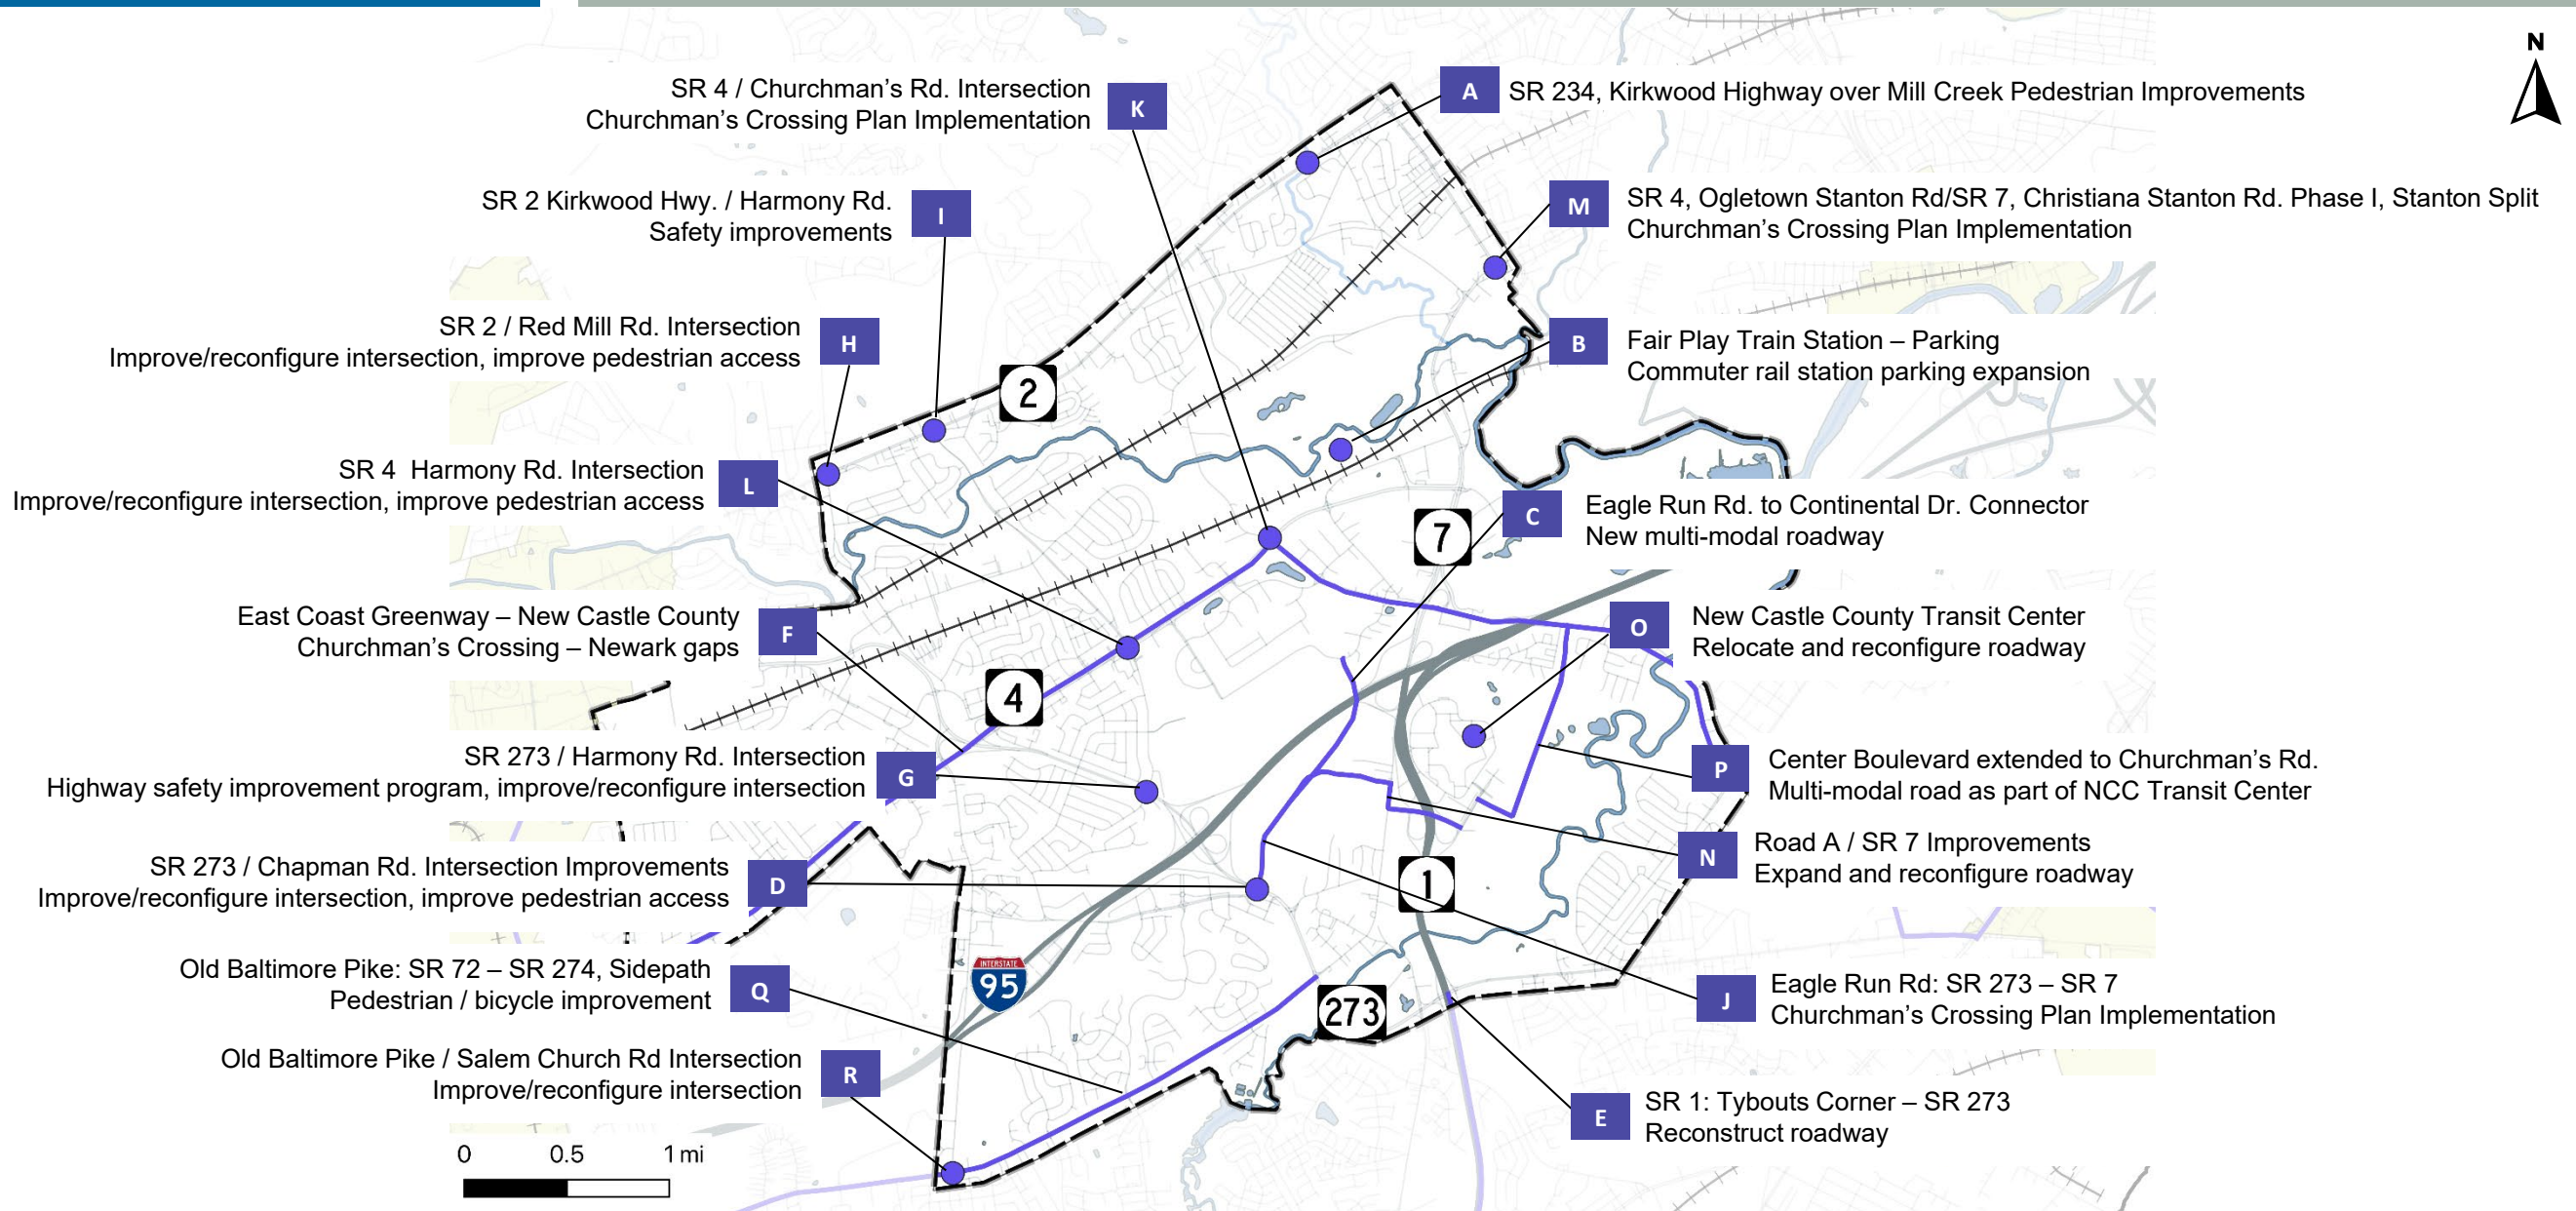 N
SR 4 / Churchman's Rd. Intersection
Churchman's Crossing Plan Implementation
K
A
SR 234, Kirkwood Highway over Mill Creek Pedestrian Improvements
SR 2 Kirkwood Hwy. / Harmony Rd.
Safety improvements
I
M
SR 4, Ogletown Stanton Rd/SR 7, Christiana Stanton Rd. Phase I, Stanton Split
Churchman's Crossing Plan Implementation
SR 2 / Red Mill Rd. Intersection
Improve/reconfigure intersection, improve pedestrian access
H
B
Fair Play Train Station – Parking
Commuter rail station parking expansion
2
SR 4  Harmony Rd. Intersection
Improve/reconfigure intersection, improve pedestrian access
L
7
C
Eagle Run Rd. to Continental Dr. Connector
New multi-modal roadway
East Coast Greenway – New Castle County
Churchman's Crossing – Newark gaps
F
O
New Castle County Transit Center
Relocate and reconfigure roadway
4
SR 273 / Harmony Rd. Intersection
Highway safety improvement program, improve/reconfigure intersection
G
P
Center Boulevard extended to Churchman's Rd.
Multi-modal road as part of NCC Transit Center
SR 273 / Chapman Rd. Intersection Improvements
Improve/reconfigure intersection, improve pedestrian access
D
1
N
Road A / SR 7 Improvements
Expand and reconfigure roadway
Old Baltimore Pike: SR 72 – SR 274, Sidepath
Pedestrian / bicycle improvement
Q
INTERSTATE
95
273
J
Eagle Run Rd: SR 273 – SR 7
Churchman's Crossing Plan Implementation
Old Baltimore Pike / Salem Church Rd Intersection
Improve/reconfigure intersection
R
E
SR 1: Tybouts Corner – SR 273
Reconstruct roadway
0 0.5 1 mi